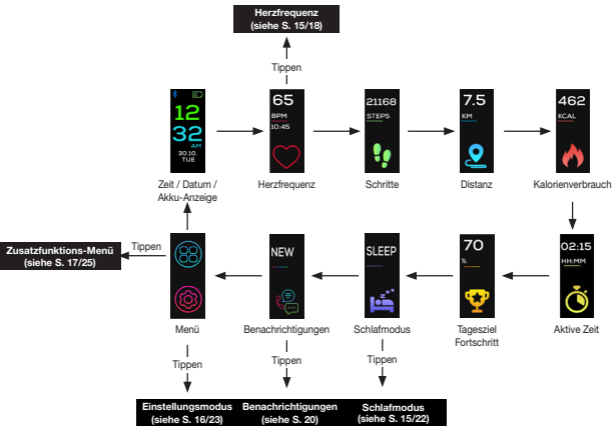 Herzfrequenz
(siehe S. 15/18)
Tippen
12
32
AM
30.10.
TUE
65
BPM
10:45
21168
STEPS
7.5
KM
462
KCAL
Zeit / Datum /
Akku-Anzeige
Herzfrequenz
Schritte
Distanz
Kalorienverbrauch
Zusatzfunktions-Menü
(siehe S. 17/25)
Tippen
NEW
SLEEP
70
%
02:15
HH:MM
Menü
Benachrichtigungen
Schlafmodus
Tagesziel
Fortschritt
Aktive Zeit
Tippen
Tippen
Tippen
Einstellungsmodus
(siehe S. 16/23)
Benachrichtigungen
(siehe S. 20)
Schlafmodus
(siehe S. 15/22)